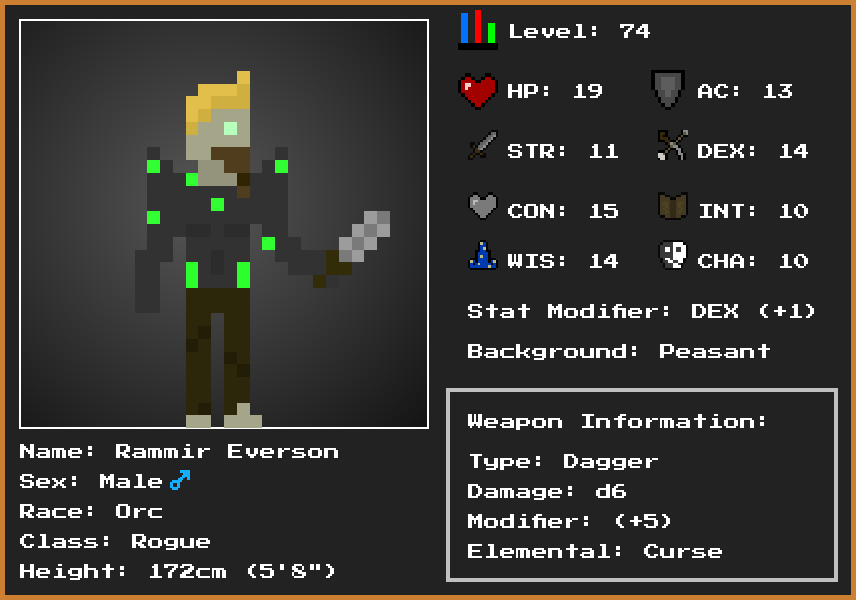 Level: 74
HP: 19 AC: 13
STR: 11 DEX: 14
CON: 15 INT: 10
WIS: 14 CHA: 10
Stat Modifier: DEX (+1)
Background: Peasant
Weapon Information:
Type: Dagger
Damage: d6
Modifier: (+5)
Elemental: Curse
Name: Rammir Everson
Sex: Male ♂
Race: Orc
Class: Rogue
Height: 172cm (5'8")